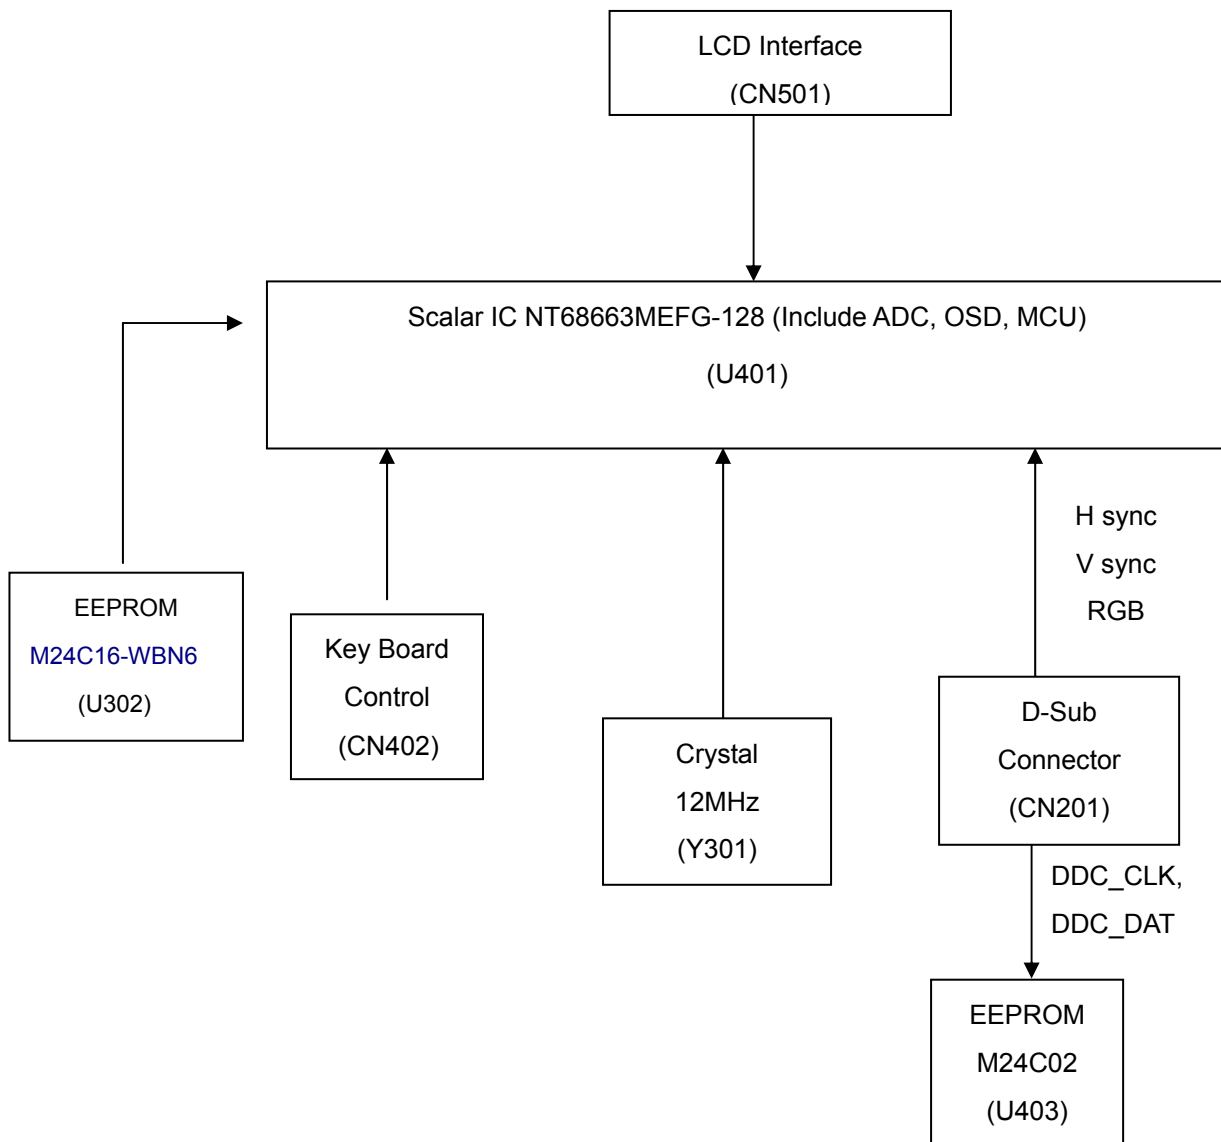 LCD Interface
(CN501)
Scalar IC NT68663MEFG-128 (Include ADC, OSD, MCU)
(U401)
H sync
V sync
RGB
EEPROM
M24C16-WBN6
(U302)
Key Board
Control
(CN402)
Crystal
12MHz
(Y301)
D-Sub
Connector
(CN201)
DDC_CLK,
DDC_DAT
EEPROM
M24C02
(U403)